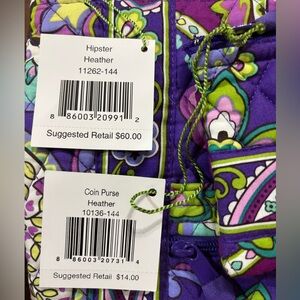 Hipster
Heather
11262-144
8 86003 20991 2
Suggested Retail $60.00
Coin Purse
Heather
10136-144
8 86003 20731 4
Suggested Retail $14.00